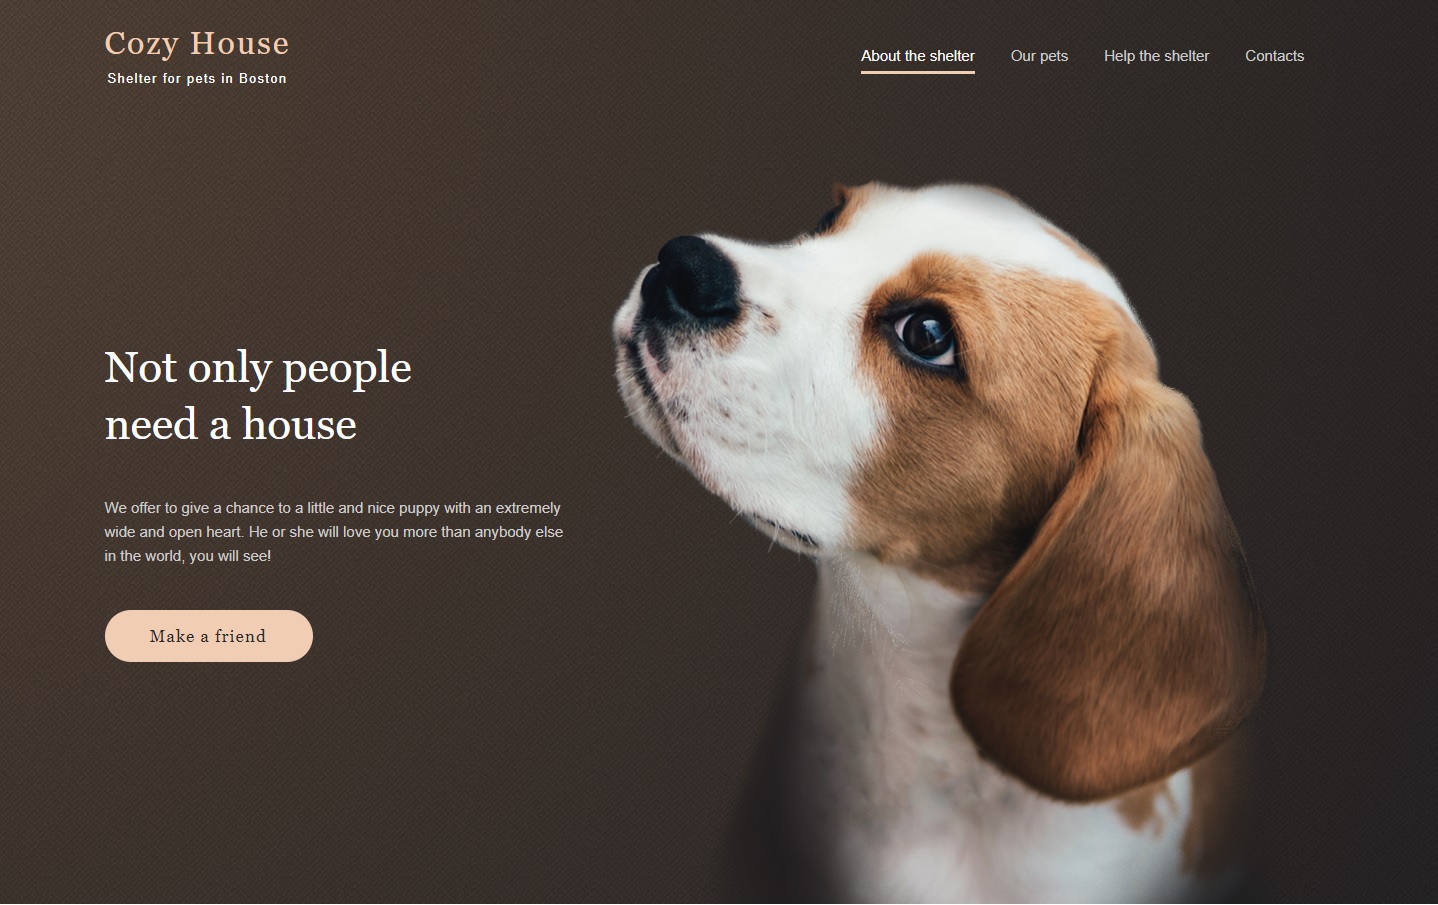 Cozy House
Shelter for pets in Boston
About the shelter
Our pets
Help the shelter
Contacts
Not only people
need a house
We offer to give a chance to a little and nice puppy with an extremely
wide and open heart. He or she will love you more than anybody else
in the world, you will see!
Make a friend